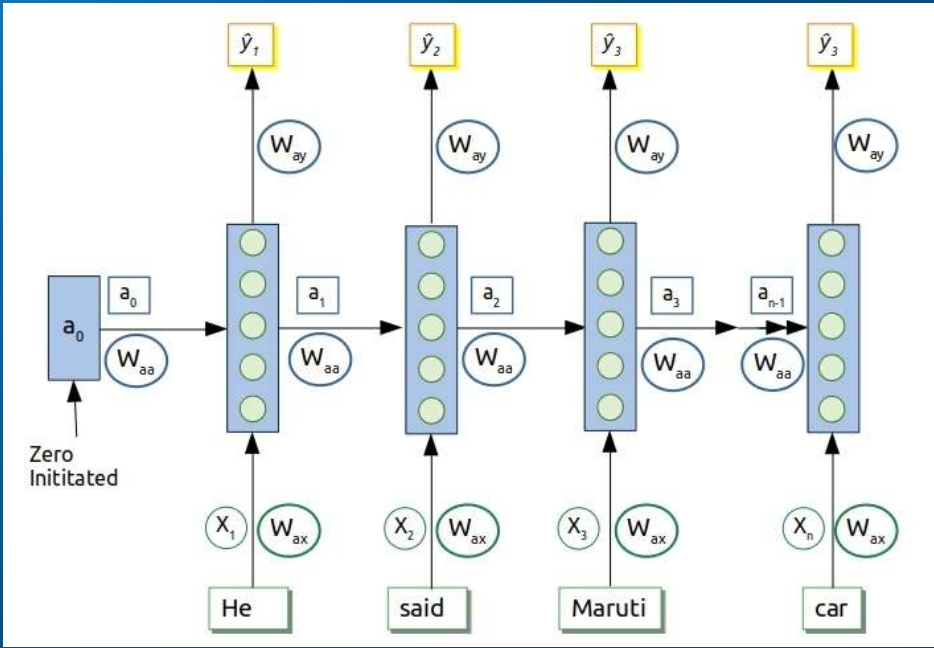 ŷ1 ŷ2 ŷ3 ŷ3
Way Way Way Way
a0 a1 a2 a3 an-1
a0
Waa Waa Waa Waa Waa
Zero
Inititated
X1 Wax X2 Wax X3 Wax Xn Wax
He said Maruti car